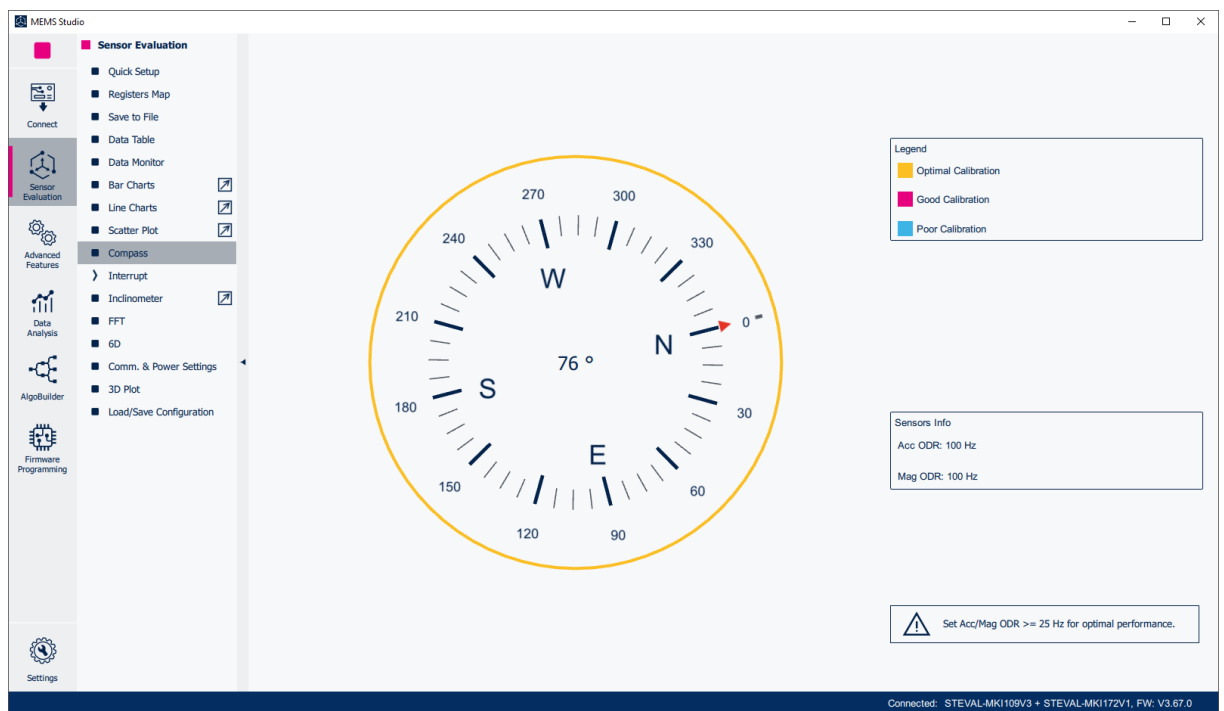 MEMS Studio
Connect
Sensor
Evaluation
Advanced
Features
Data
Analysis
AlgoBuilder
Firmware
Programming
Settings
Sensor Evaluation
Quick Setup
Registers Map
Save to File
Data Table
Data Monitor
Bar Charts
Line Charts
Scatter Plot
Compass
Interrupt
Inclinometer
FFT
6D
Comm. & Power Settings
3D Plot
Load/Save Configuration
270
300
240
330
W
210
0
N
76 °
S
180
30
E
150
60
120
90
Legend
Optimal Calibration
Good Calibration
Poor Calibration
Sensors Info
Acc ODR: 100 Hz
Mag ODR: 100 Hz
Set Acc/Mag ODR >= 25 Hz for optimal performance.
Connected: STEVAL-MKI109V3 + STEVAL-MKI172V1, FW: V3.67.0